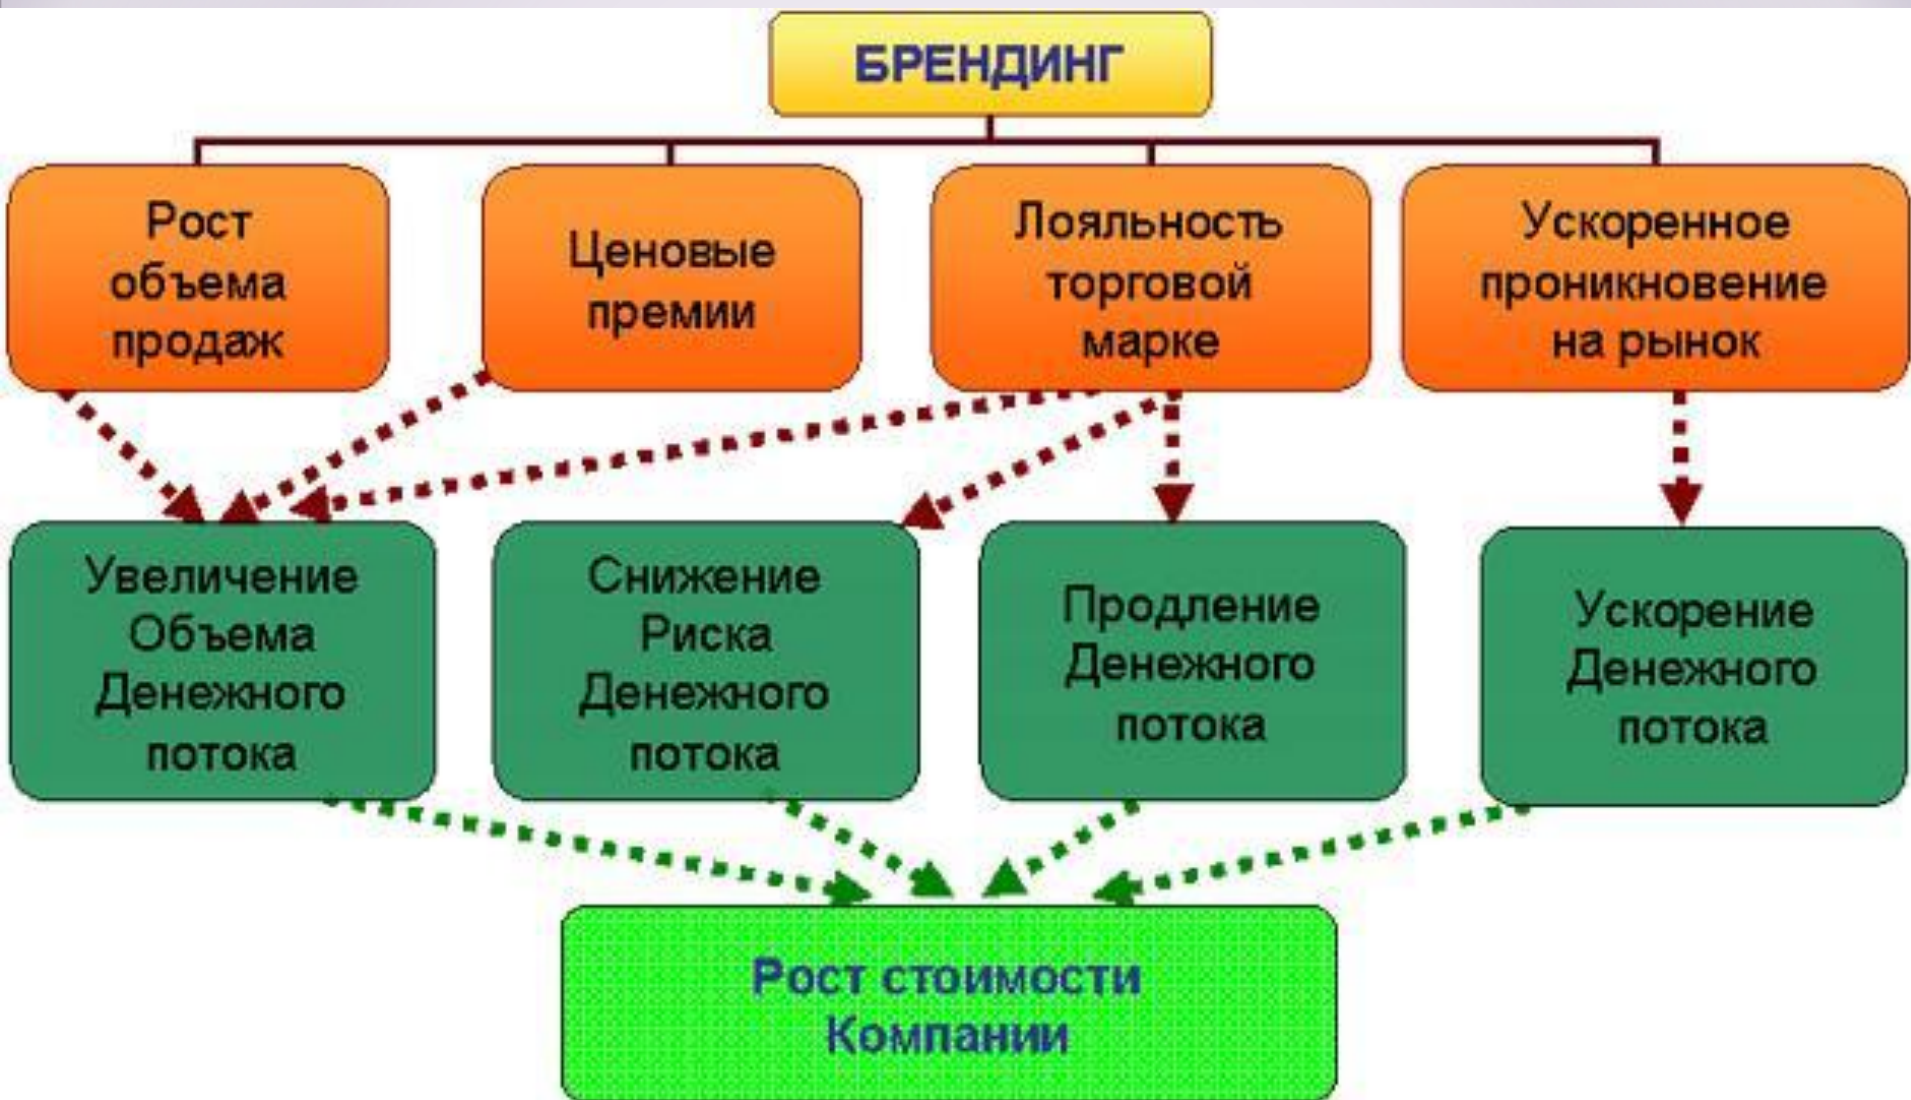 БРЕНДИНГ
Рост
объема
продаж
Ценовые
премии
Лояльность
торговой
марке
Ускоренное
проникновение
на рынок
Увеличение
Объема
Денежного
потока
Снижение
Риска
Денежного
потока
Продление
Денежного
потока
Ускорение
Денежного
потока
Рост стоимости
Компании